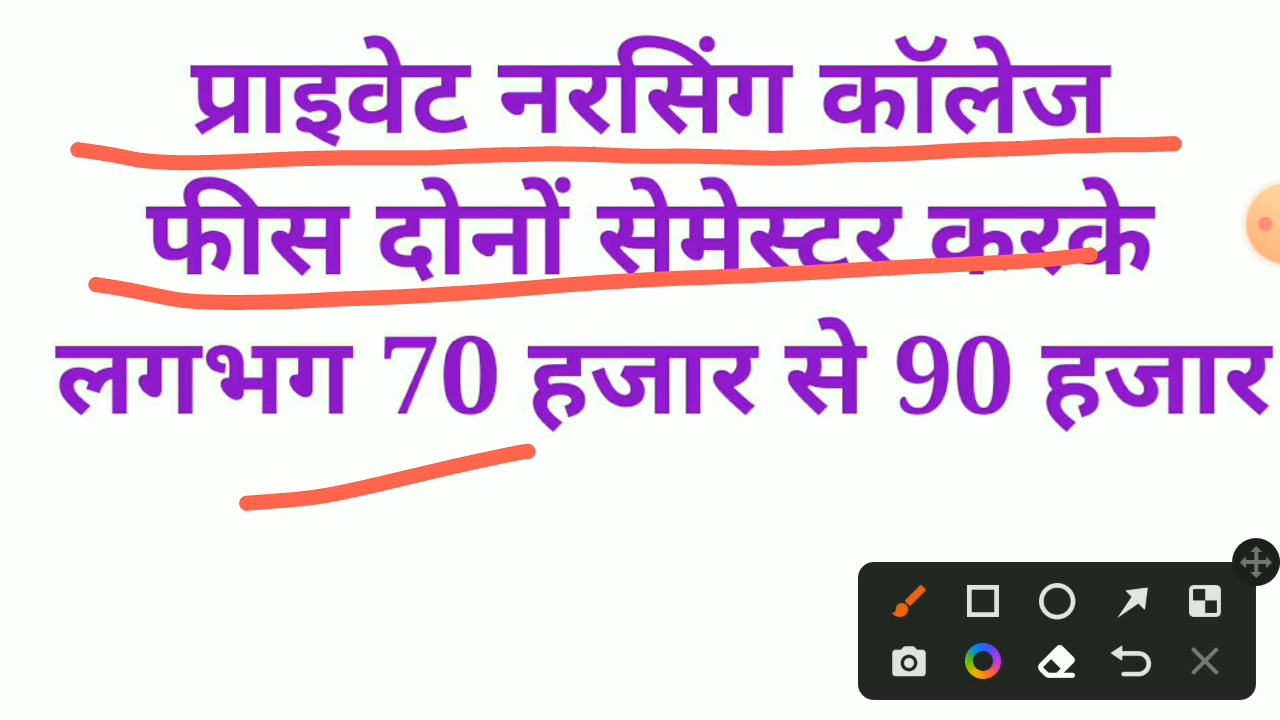 प्राइवेट नरसिंग कॉलेज
फीस दोनों सेमेस्टर करके
लगभग 70 हजार से 90 हजार